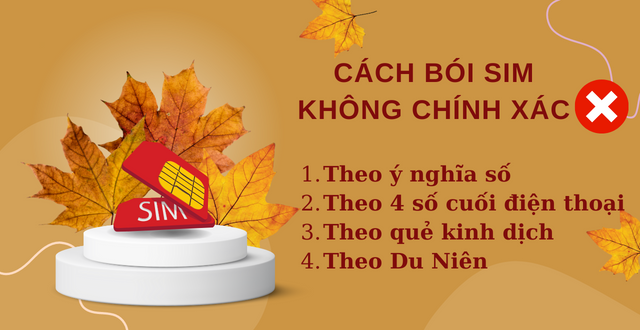 CÁCH BÓI SIM
KHÔNG CHÍNH XÁC
1. Theo ý nghĩa số
2. Theo 4 số cuối điện thoại
3. Theo quẻ kinh dịch
4. Theo Du Niên
SIM